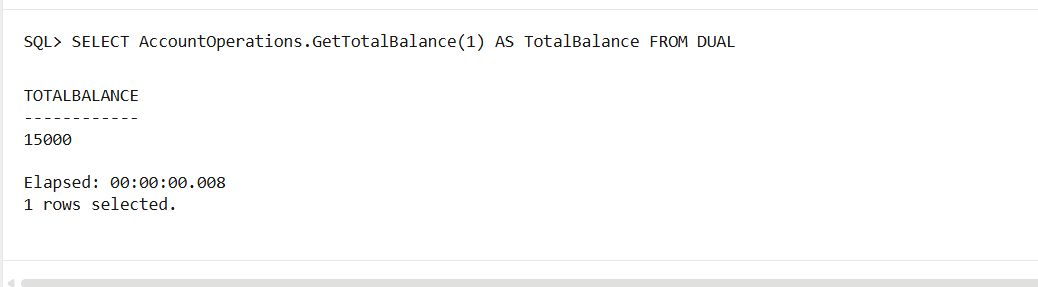 SQL> SELECT AccountOperations.GetTotalBalance(1) AS TotalBalance FROM DUAL
TOTALBALANCE
------------
15000
Elapsed: 00:00:00.008
1 rows selected.